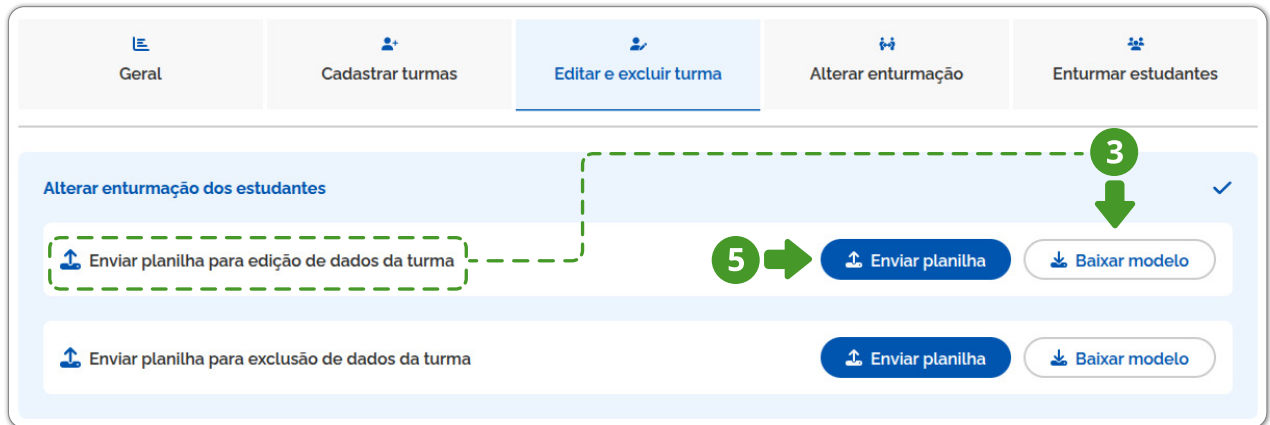 Geral
Cadastrar turmas
Editar e excluir turma
Alterar enturmação
Enturmar estudantes
3
Alterar enturmação dos estudantes
Enviar planilha para edição de dados da turma
5
Enviar planilha
Baixar modelo
Enviar planilha para exclusão de dados da turma
Enviar planilha
Baixar modelo